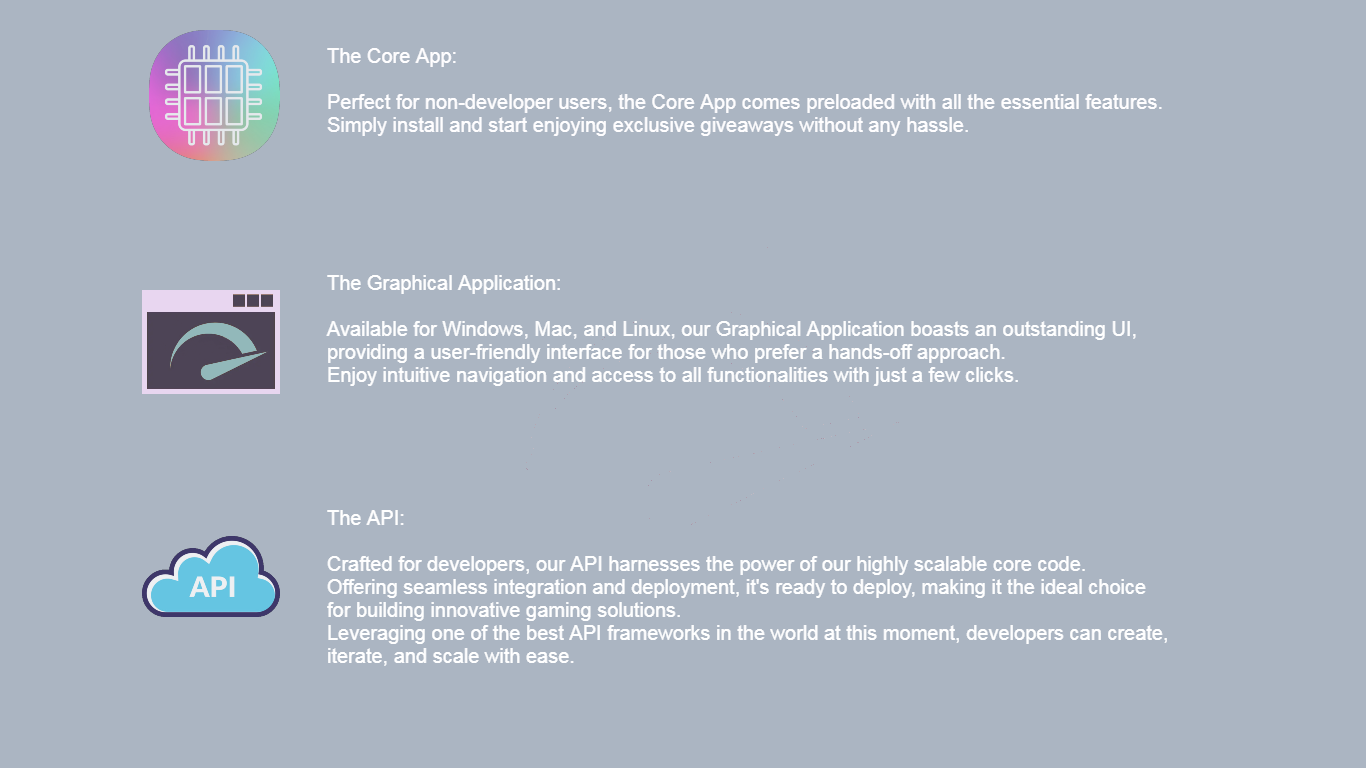 The Core App:
Perfect for non-developer users, the Core App comes preloaded with all the essential features.
Simply install and start enjoying exclusive giveaways without any hassle.
The Graphical Application:
Available for Windows, Mac, and Linux, our Graphical Application boasts an outstanding UI,
providing a user-friendly interface for those who prefer a hands-off approach.
Enjoy intuitive navigation and access to all functionalities with just a few clicks.
API
The API:
Crafted for developers, our API harnesses the power of our highly scalable core code.
Offering seamless integration and deployment, it's ready to deploy, making it the ideal choice
for building innovative gaming solutions.
Leveraging one of the best API frameworks in the world at this moment, developers can create,
iterate, and scale with ease.